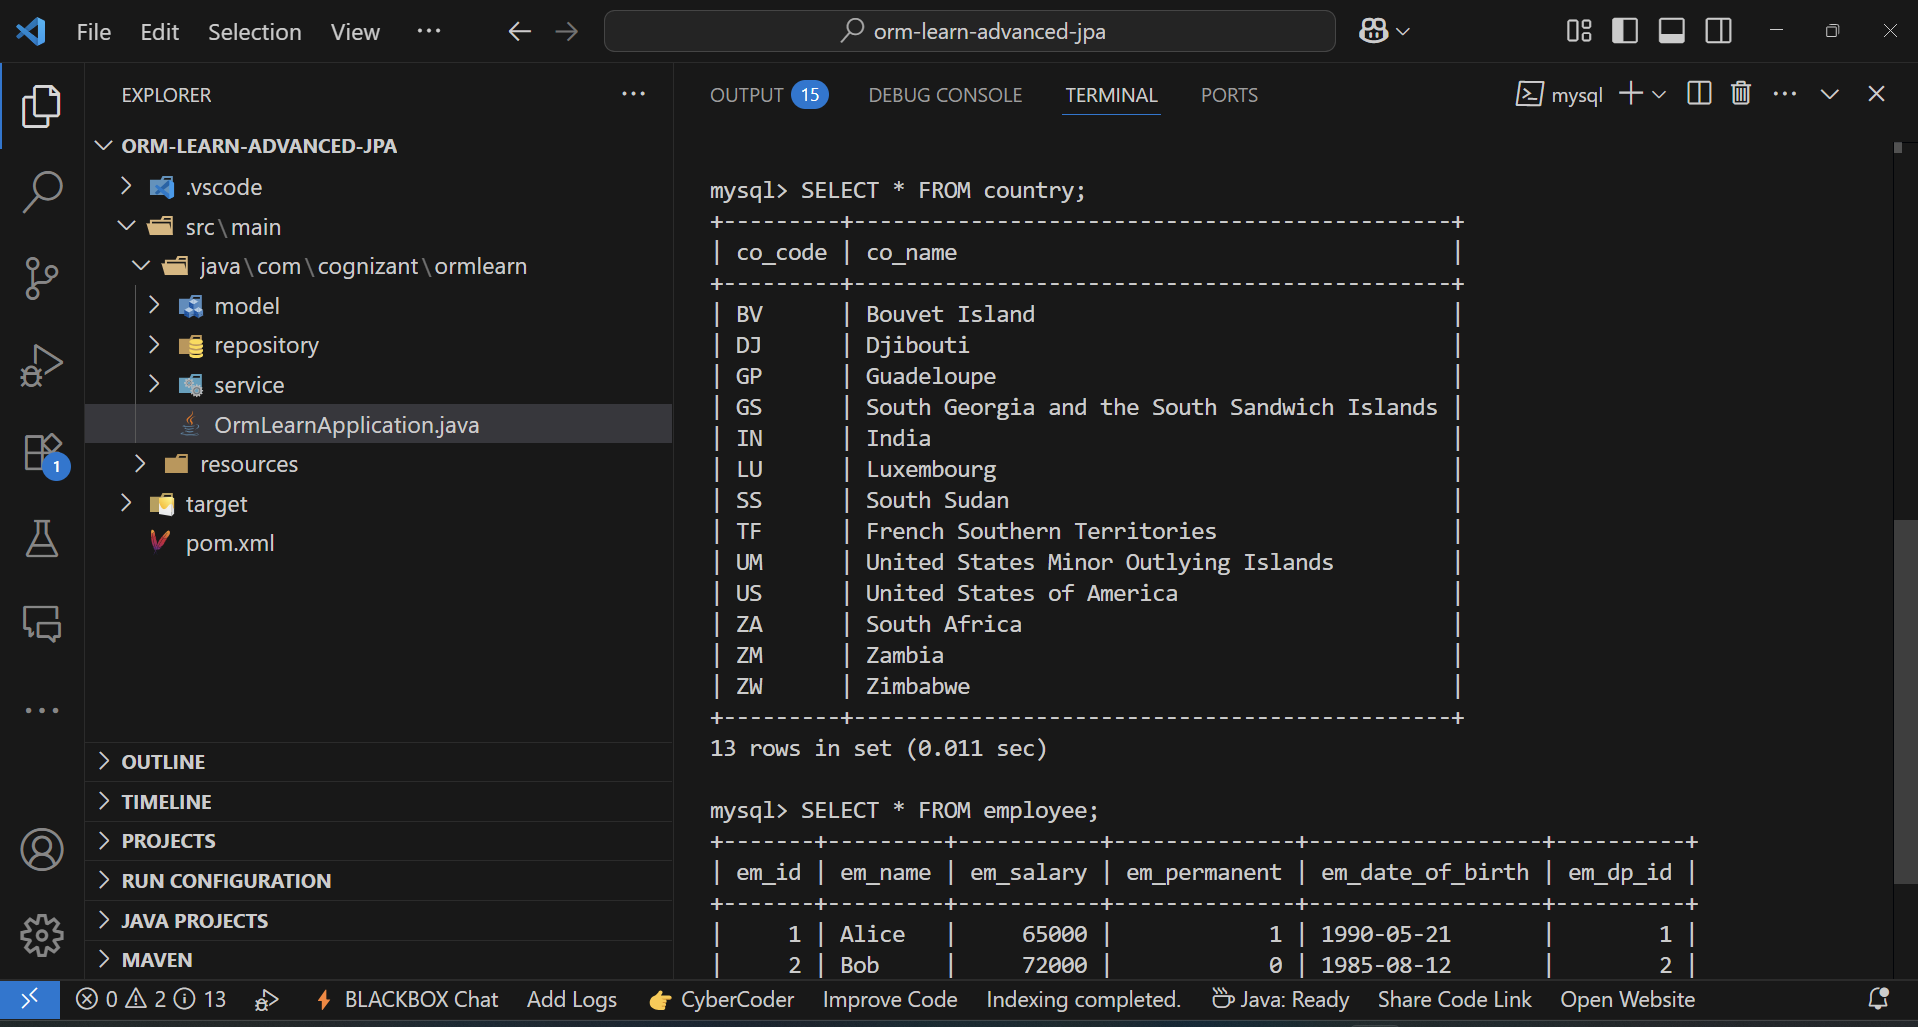 File Edit Selection View ··· orm-learn-advanced-jpa
EXPLORER ···
ORM-LEARN-ADVANCED-JPA
.vscode
src\main
java\com\cognizant\ormlearn
model
repository
service
OrmLearnApplication.java
resources
target
pom.xml
1
OUTLINE
TIMELINE
PROJECTS
RUN CONFIGURATION
JAVA PROJECTS
MAVEN
OUTPUT 15 DEBUG CONSOLE TERMINAL PORTS mysql
mysql> SELECT * FROM country;
+---------+----------------------------------------------+
| co_code | co_name                                      |
+---------+----------------------------------------------+
| BV      | Bouvet Island                                |
| DJ      | Djibouti                                     |
| GP      | Guadeloupe                                   |
| GS      | South Georgia and the South Sandwich Islands |
| IN      | India                                        |
| LU      | Luxembourg                                   |
| SS      | South Sudan                                  |
| TF      | French Southern Territories                  |
| UM      | United States Minor Outlying Islands         |
| US      | United States of America                     |
| ZA      | South Africa                                 |
| ZM      | Zambia                                       |
| ZW      | Zimbabwe                                     |
+---------+----------------------------------------------+
13 rows in set (0.011 sec)
mysql> SELECT * FROM employee;
+-------+---------+-----------+--------------+------------------+----------+
| em_id | em_name | em_salary | em_permanent | em_date_of_birth | em_dp_id |
+-------+---------+-----------+--------------+------------------+----------+
|     1 | Alice   |     65000 |            1 | 1990-05-21       |        1 |
|     2 | Bob     |     72000 |            0 | 1985-08-12       |        2 |
0 2 13 BLACKBOX Chat Add Logs 👉 CyberCoder Improve Code Indexing completed. Java: Ready Share Code Link Open Website